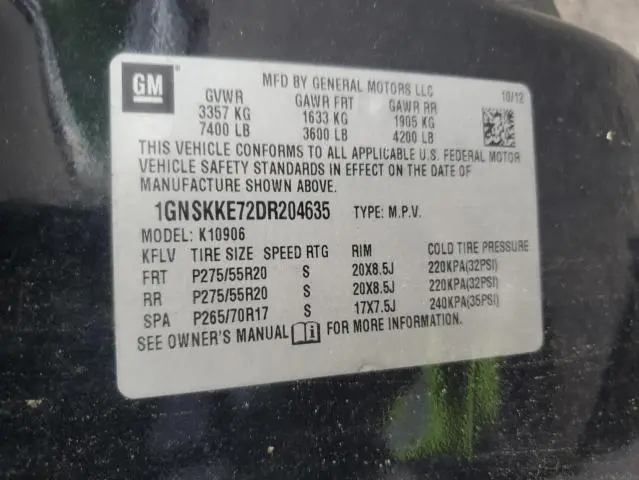 GM
MFD BY GENERAL MOTORS LLC 10/12
GVWR GAWR FRT GAWR RR
3357 KG 1633 KG 1905 KG
7400 LB 3600 LB 4200 LB
THIS VEHICLE CONFORMS TO ALL APPLICABLE U.S. FEDERAL MOTOR
VEHICLE SAFETY STANDARDS IN EFFECT ON THE DATE OF
MANUFACTURE SHOWN ABOVE.
1GNSKKE72DR204635 TYPE: M.P.V.
MODEL: K10906
KFLV TIRE SIZE SPEED RTG RIM COLD TIRE PRESSURE
FRT P275/55R20 S 20X8.5J 220KPA(32PSI)
RR P275/55R20 S 20X8.5J 220KPA(32PSI)
SPA P265/70R17 S 17X7.5J 240KPA(35PSI)
SEE OWNER'S MANUAL FOR MORE INFORMATION.